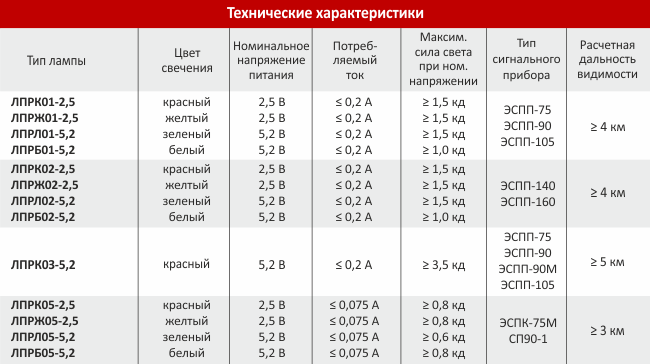 Технические характеристики
Тип лампы | Цвет свечения | Номинальное напряжение питания | Потреб-ляемый ток | Максим. сила света при ном. напряжении | Тип сигнального прибора | Расчетная дальность видимости
ЛПРК01-2,5 | красный | 2,5 В | ≤ 0,2 А | ≥ 1,5 кд | ЭСПП-75 | ≥ 4 км
ЛПРЖ01-2,5 | желтый | 2,5 В | ≤ 0,2 А | ≥ 1,5 кд | ЭСПП-90
ЛПРЛ01-5,2 | зеленый | 5,2 В | ≤ 0,2 А | ≥ 1,5 кд | ЭСПП-105
ЛПРБ01-5,2 | белый | 5,2 В | ≤ 0,2 А | ≥ 1,0 кд
ЛПРК02-2,5 | красный | 2,5 В | ≤ 0,2 А | ≥ 1,5 кд | ЭСПП-140 | ≥ 4 км
ЛПРЖ02-2,5 | желтый | 2,5 В | ≤ 0,2 А | ≥ 1,5 кд | ЭСПП-160
ЛПРЛ02-5,2 | зеленый | 5,2 В | ≤ 0,2 А | ≥ 1,5 кд
ЛПРБ02-5,2 | белый | 5,2 В | ≤ 0,2 А | ≥ 1,0 кд
ЛПРК03-5,2 | красный | 5,2 В | ≤ 0,2 А | ≥ 3,5 кд | ЭСПП-75 | ≥ 5 км
ЭСПП-90
ЭСПП-90М
ЭСПП-105
ЛПРК05-2,5 | красный | 2,5 В | ≤ 0,075 А | ≥ 0,8 кд | ЭСПК-75М | ≥ 3 км
ЛПРЖ05-2,5 | желтый | 2,5 В | ≤ 0,075 А | ≥ 0,8 кд | СП90-1
ЛПРЛ05-5,2 | зеленый | 5,2 В | ≤ 0,075 А | ≥ 0,6 кд
ЛПРБ05-5,2 | белый | 5,2 В | ≤ 0,075 А | ≥ 0,8 кд